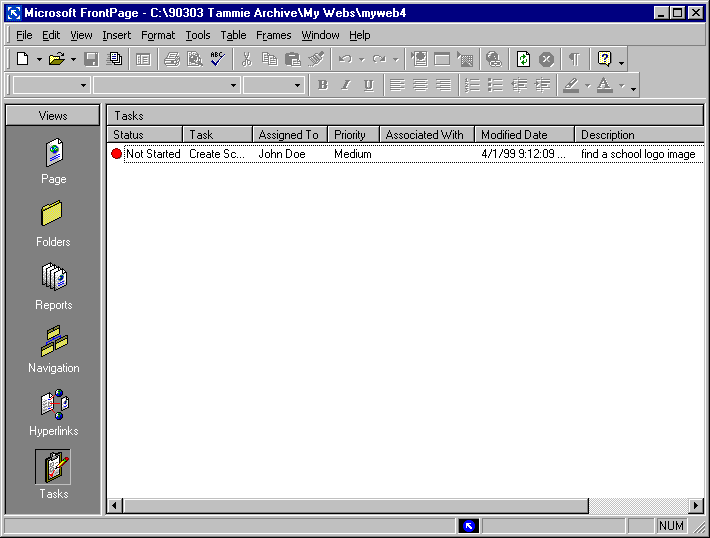 Microsoft FrontPage - C:\90303 Tammie Archive\My Webs\myweb4
File Edit View Insert Format Tools Table Frames Window Help
ABC
B I U A
Views
Tasks
Status Task Assigned To Priority Associated With Modified Date Description
Not Started Create Sc... John Doe Medium 4/1/99 9:12:09 ... find a school logo image
Page
Folders
Reports
Navigation
Hyperlinks
Tasks
NUM